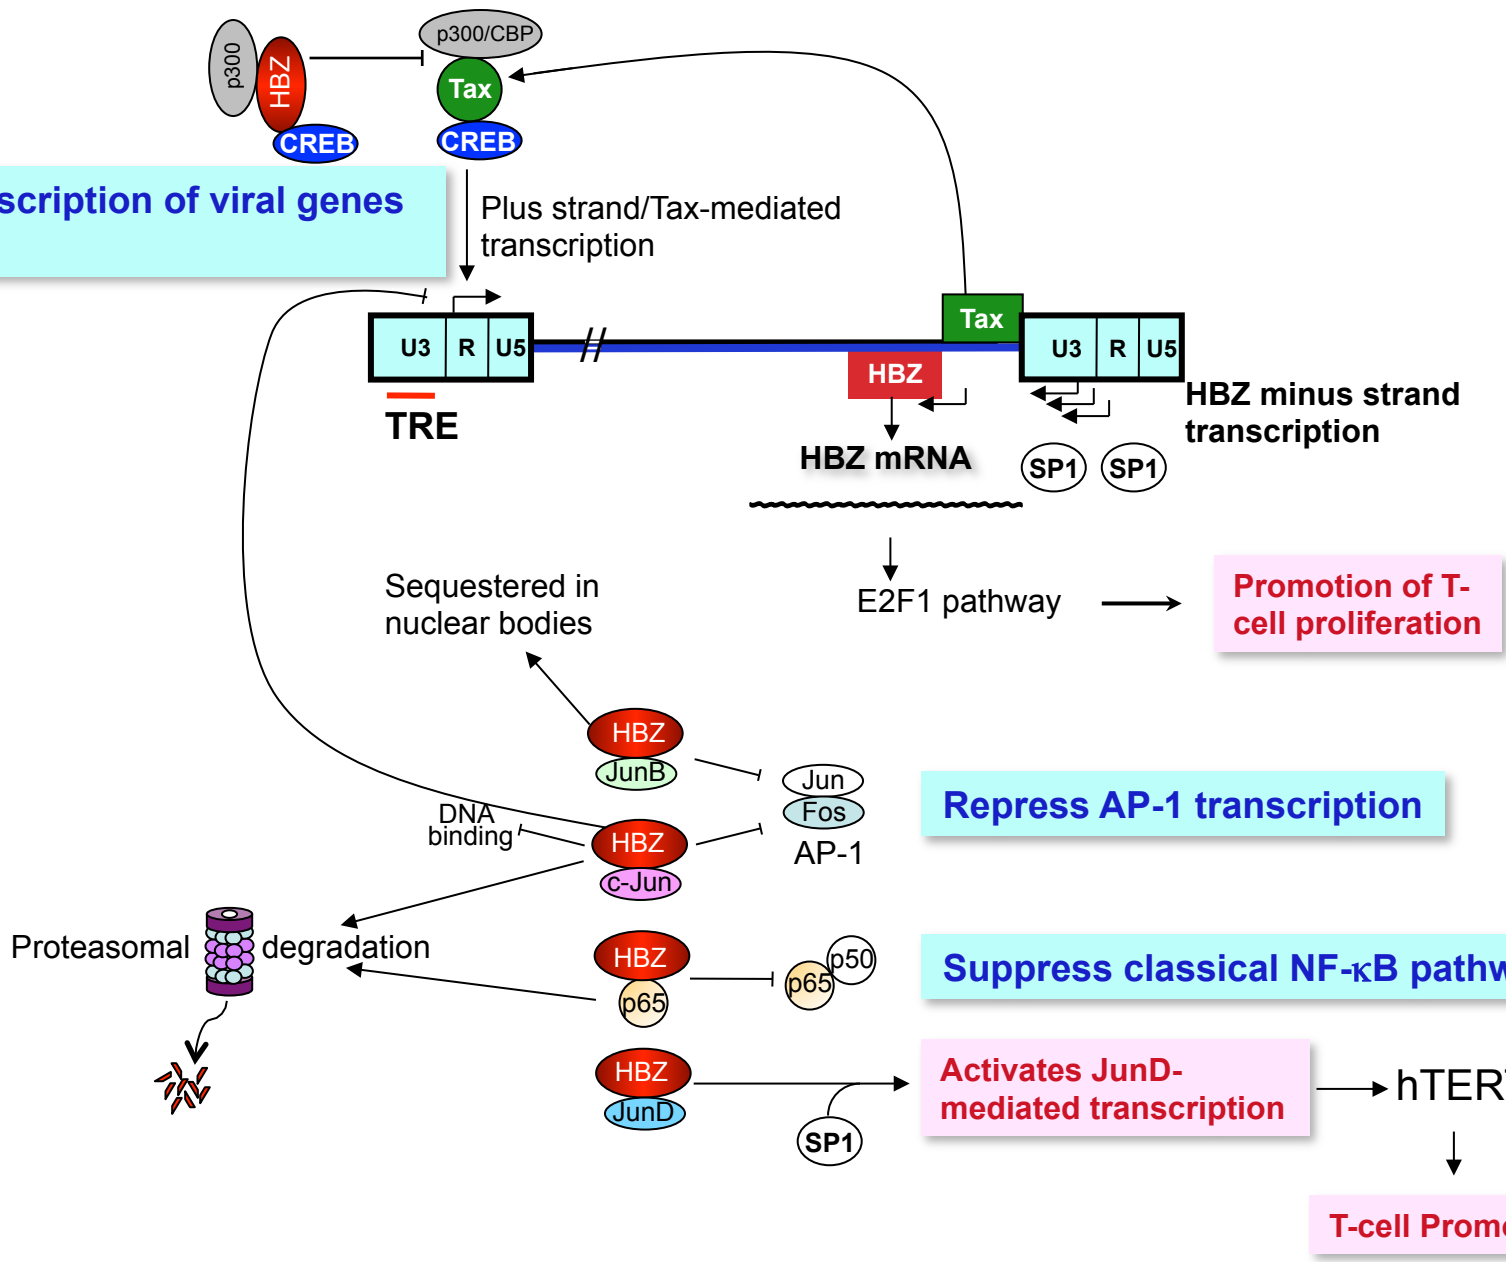 p300
HBZ
CREB
p300/CBP
Tax
CREB
scription of viral genes
Plus strand/Tax-mediated
transcription
U3 R U5
TRE
Tax
HBZ
U3 R U5
HBZ minus strand
transcription
HBZ mRNA
SP1 SP1
E2F1 pathway
Promotion of T-
cell proliferation
Sequestered in
nuclear bodies
HBZ
JunB
Jun
Fos
AP-1
Repress AP-1 transcription
DNA
binding
HBZ
c-Jun
Proteasomal degradation
HBZ
p65
p50
p65
Suppress classical NF-κB pathw
HBZ
JunD
SP1
Activates JunD-
mediated transcription
hTERT
T-cell Promo